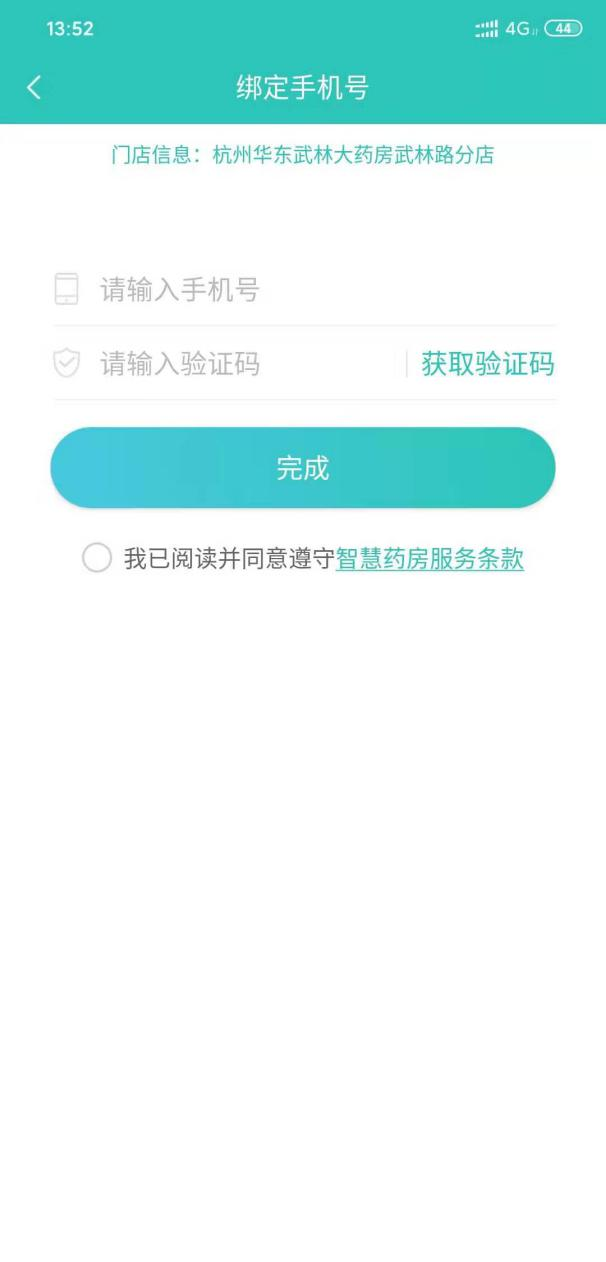 13:52
4G
44
绑定手机号
门店信息：杭州华东武林大药房武林路分店
请输入手机号
请输入验证码
获取验证码
完成
我已阅读并同意遵守智慧药房服务条款